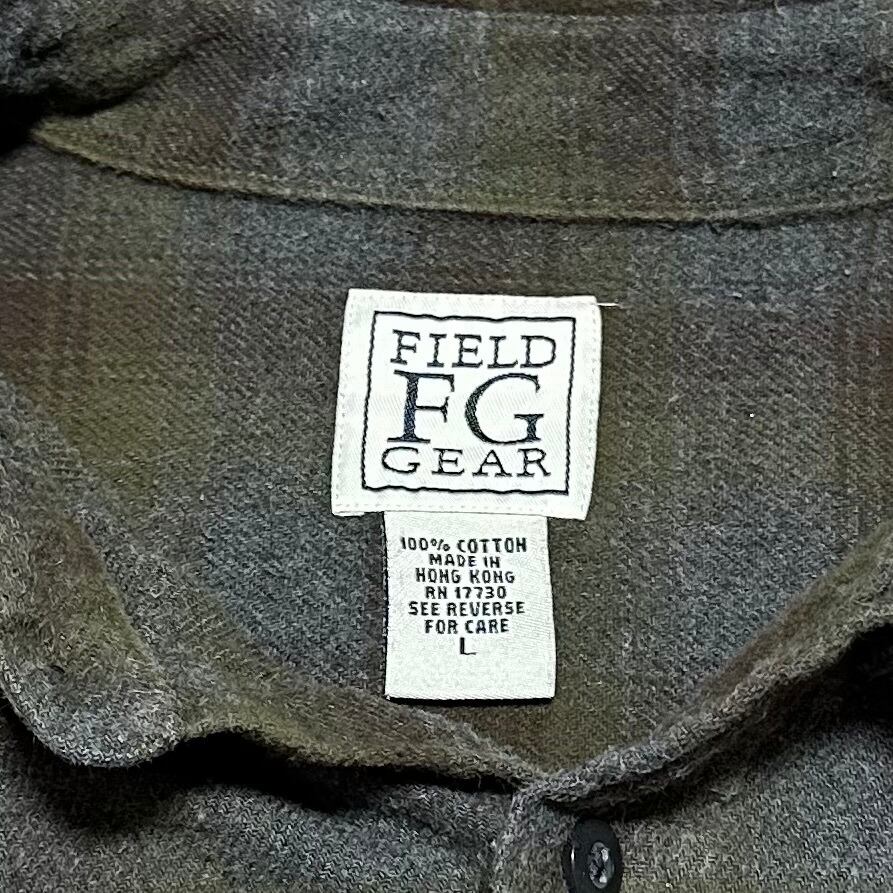 FIELD
FG
GEAR
100% COTTON
MADE IN
HONG KONG
RN 17730
SEE REVERSE
FOR CARE
L